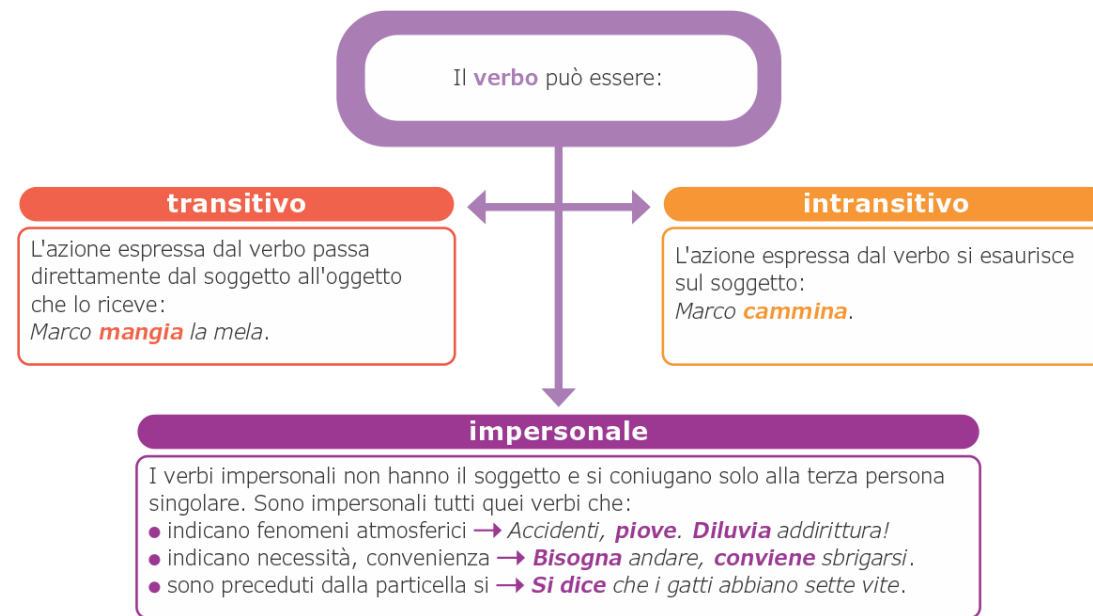 Il verbo può essere:
transitivo
L'azione espressa dal verbo passa
direttamente dal soggetto all'oggetto
che lo riceve:
Marco mangia la mela.
intransitivo
L'azione espressa dal verbo si esaurisce
sul soggetto:
Marco cammina.
impersonale
I verbi impersonali non hanno il soggetto e si coniugano solo alla terza persona
singolare. Sono impersonali tutti quei verbi che:
● indicano fenomeni atmosferici → Accidenti, piove. Diluvia addirittura!
● indicano necessità, convenienza → Bisogna andare, conviene sbrigarsi.
● sono preceduti dalla particella si → Si dice che i gatti abbiano sette vite.